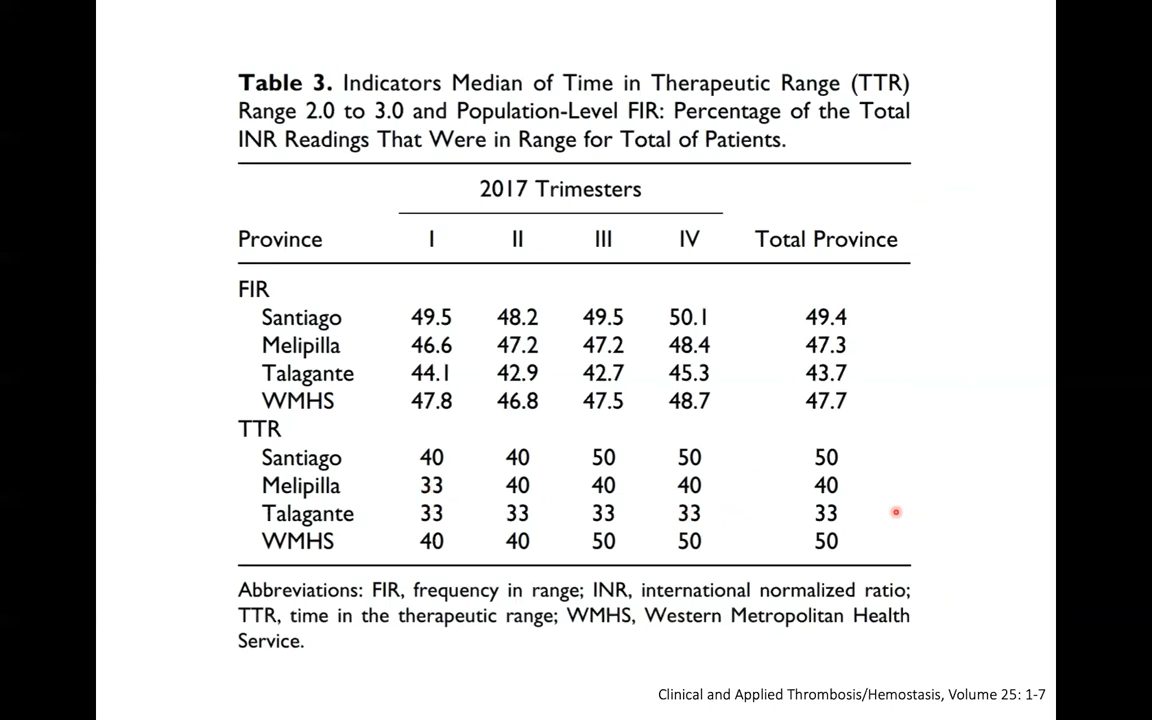 Table 3. Indicators Median of Time in Therapeutic Range (TTR)
Range 2.0 to 3.0 and Population-Level FIR: Percentage of the Total
INR Readings That Were in Range for Total of Patients.
2017 Trimesters
Province I II III IV Total Province
FIR
Santiago 49.5 48.2 49.5 50.1 49.4
Melipilla 46.6 47.2 47.2 48.4 47.3
Talagante 44.1 42.9 42.7 45.3 43.7
WMHS 47.8 46.8 47.5 48.7 47.7
TTR
Santiago 40 40 50 50 50
Melipilla 33 40 40 40 40
Talagante 33 33 33 33 33
WMHS 40 40 50 50 50
Abbreviations: FIR, frequency in range; INR, international normalized ratio;
TTR, time in the therapeutic range; WMHS, Western Metropolitan Health
Service.
Clinical and Applied Thrombosis/Hemostasis, Volume 25: 1-7